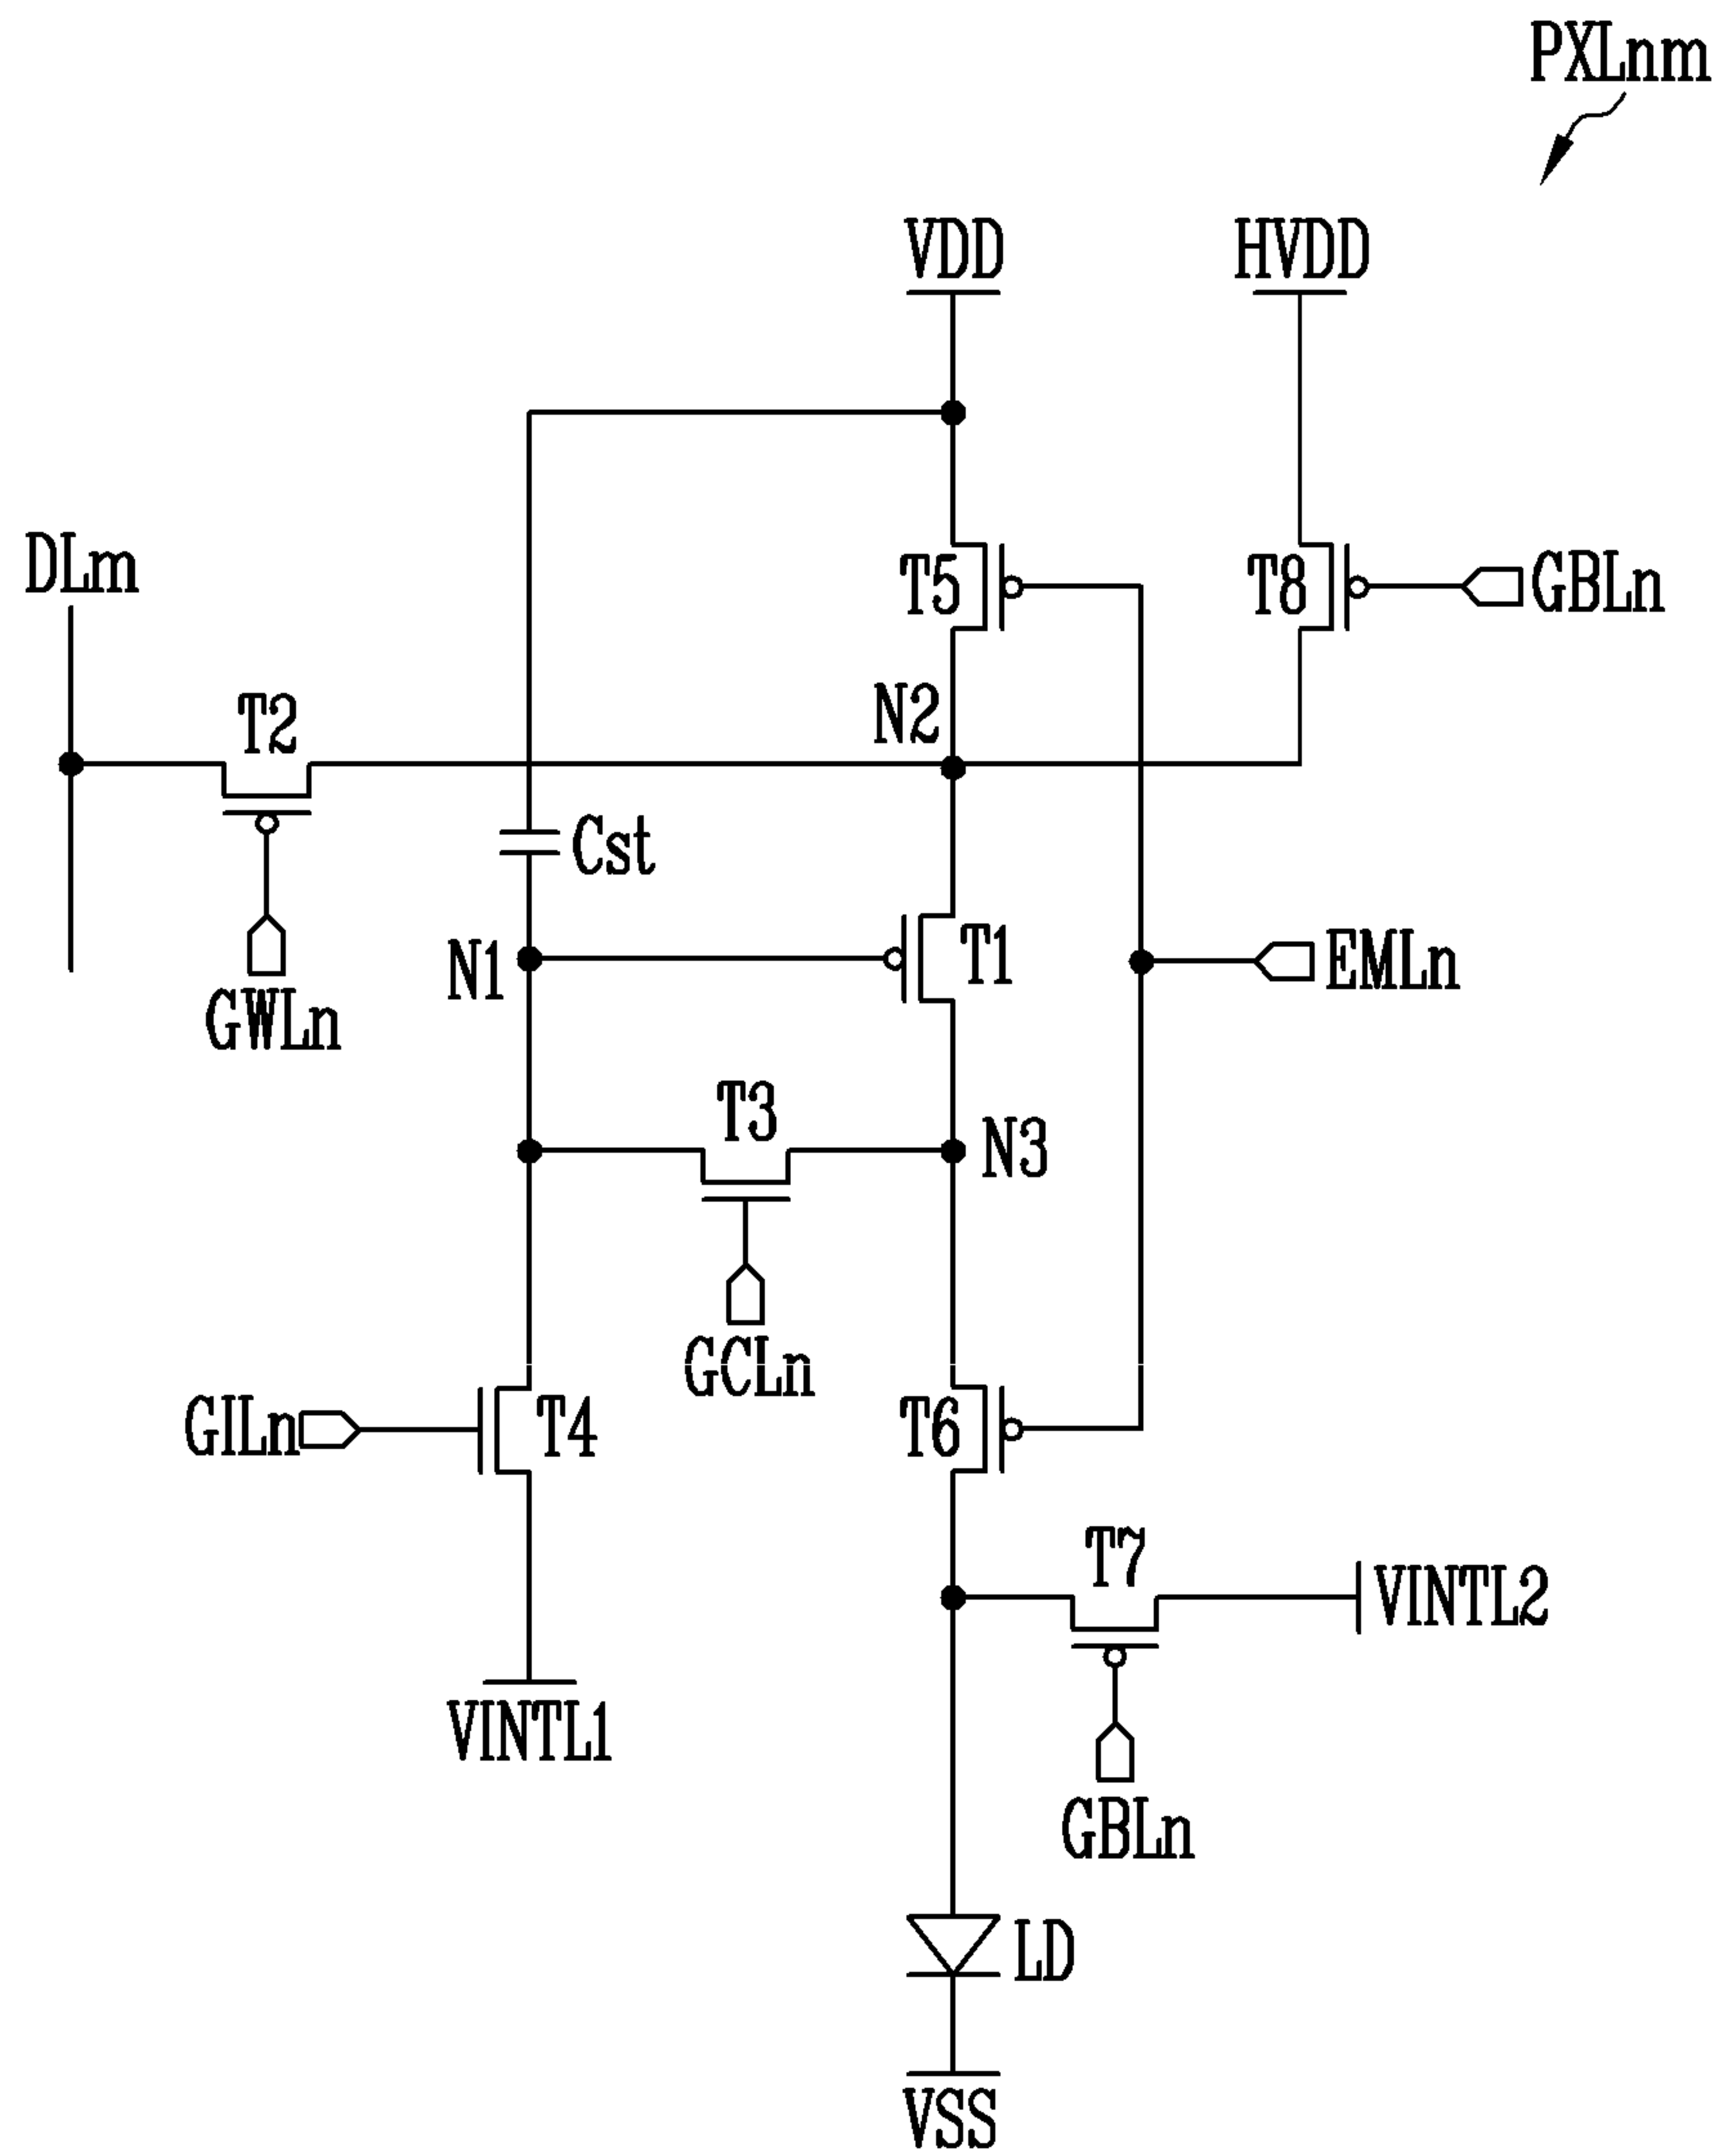 PXLnm
VDD
HVDD
DLm
T5
T8
GBLn
T2
N2
Cst
N1
T1
EMLn
GWLn
T3
N3
GCLn
GILn
T4
T6
T7
VINTL2
VINTL1
GBLn
LD
VSS